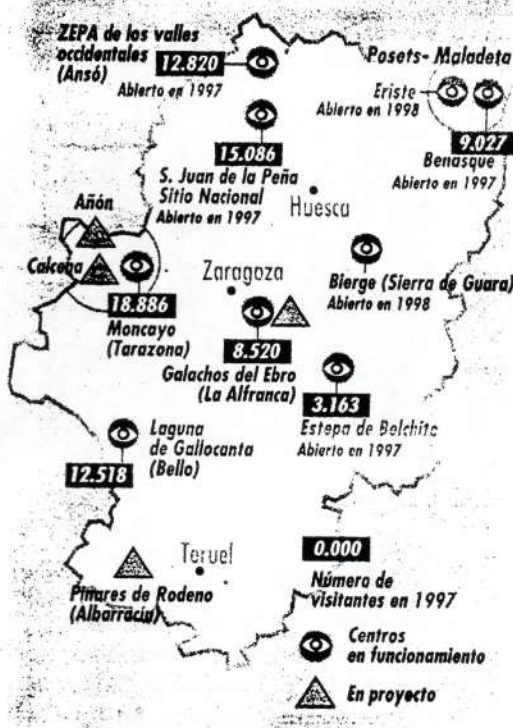 ZEPA de los valles
occidentales
(Ansó)
12.820
Abierto en 1997
Posets-Maladeta
Eriste
Abierto en 1998
9.027
Benasque
Abierto en 1997
15.086
S. Juan de la Peña
Sitio Nacional
Abierto en 1997
Huesca
Añón
Calcena
18.886
Moncayo
(Tarazona)
Zaragoza
Bierge (Sierra de Guara)
Abierto en 1998
8.520
Galachos del Ebro
(La Alfranca)
3.163
Estepa de Belchite
Abierto en 1997
Laguna
de Gallocanta
(Bello)
12.518
Teruel
Pinares de Rodeno
(Albarracín)
0.000
Número de
visitantes en 1997
Centros
en funcionamiento
En proyecto